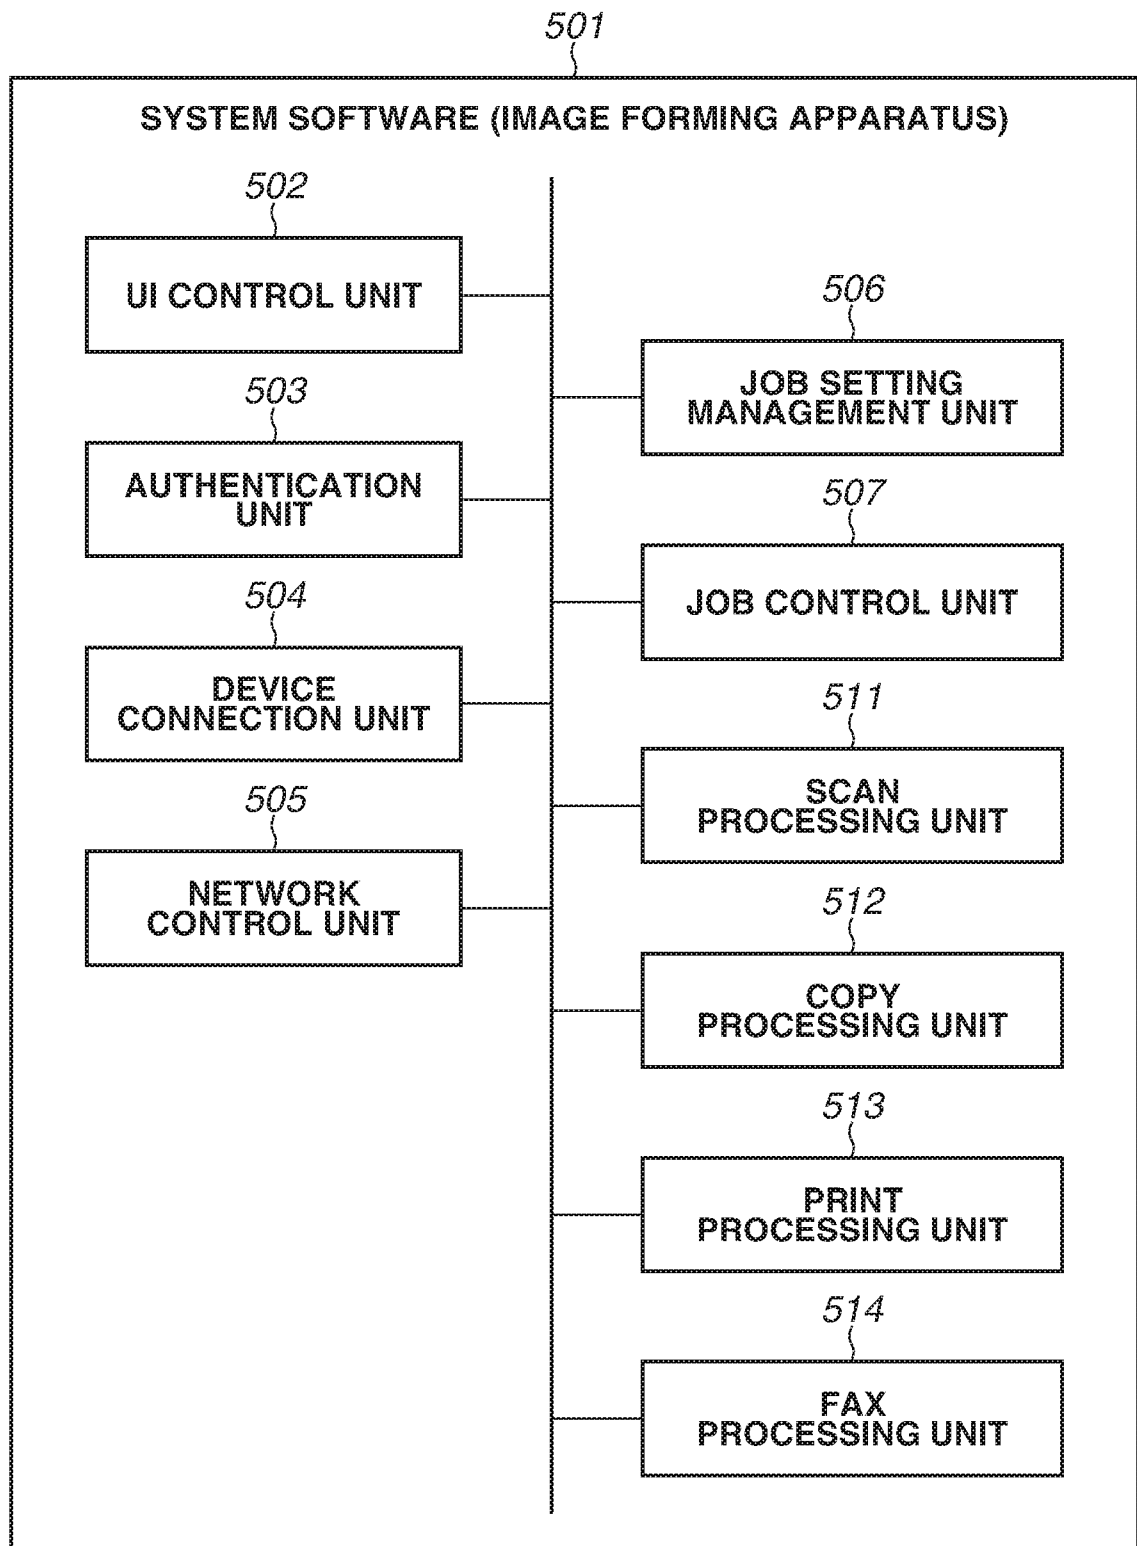 501
SYSTEM SOFTWARE (IMAGE FORMING APPARATUS)
502
UI CONTROL UNIT
503
AUTHENTICATION
UNIT
504
DEVICE
CONNECTION UNIT
505
NETWORK
CONTROL UNIT
506
JOB SETTING
MANAGEMENT UNIT
507
JOB CONTROL UNIT
511
SCAN
PROCESSING UNIT
512
COPY
PROCESSING UNIT
513
PRINT
PROCESSING UNIT
514
FAX
PROCESSING UNIT